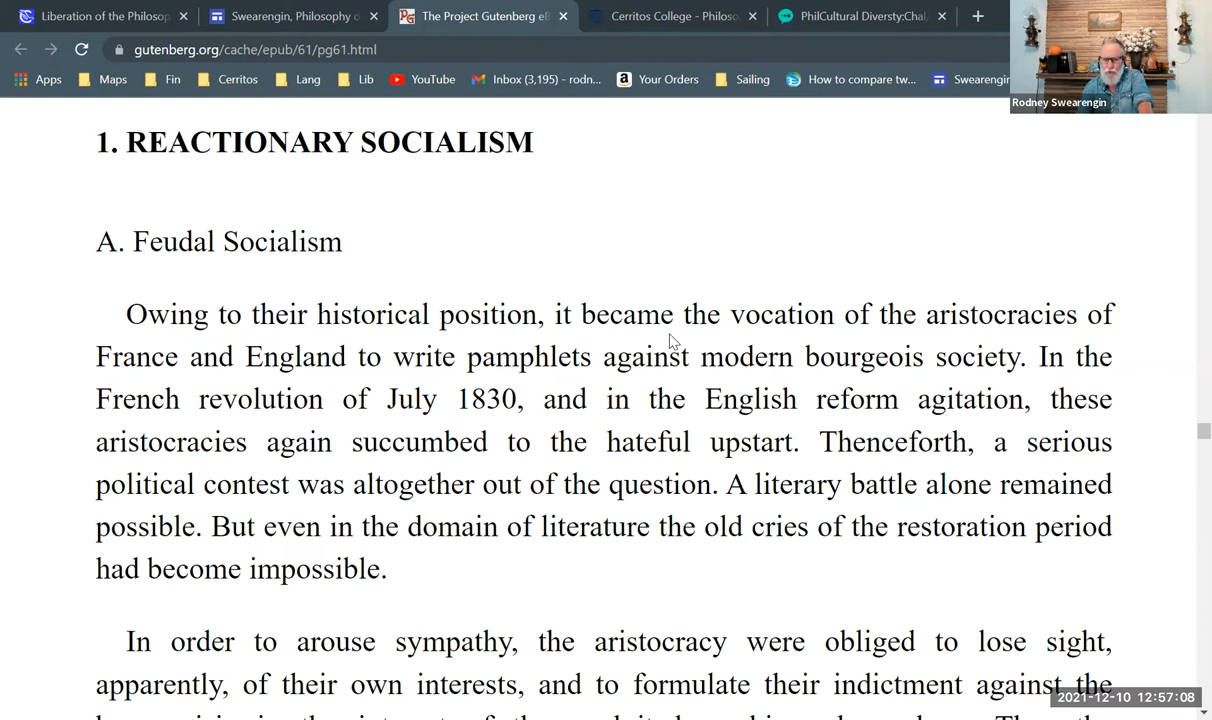 Liberation of the Philosop
Swearengin, Philosophy o
The Project Gutenberg eB
Cerritos College - Philoso
PhilCultural Diversty:Chal
gutenberg.org/cache/epub/61/pg61.html
Apps
Maps
Fin
Cerritos
Lang
Lib
YouTube
Inbox (3,195) - rodn...
Your Orders
Sailing
How to compare tw...
Swearengin
Rodney Swearengin
1. REACTIONARY SOCIALISM
A. Feudal Socialism
Owing to their historical position, it became the vocation of the aristocracies of
France and England to write pamphlets against modern bourgeois society. In the
French revolution of July 1830, and in the English reform agitation, these
aristocracies again succumbed to the hateful upstart. Thenceforth, a serious
political contest was altogether out of the question. A literary battle alone remained
possible. But even in the domain of literature the old cries of the restoration period
had become impossible.
In order to arouse sympathy, the aristocracy were obliged to lose sight,
apparently, of their own interests, and to formulate their indictment against the
2021-12-10 12:57:08